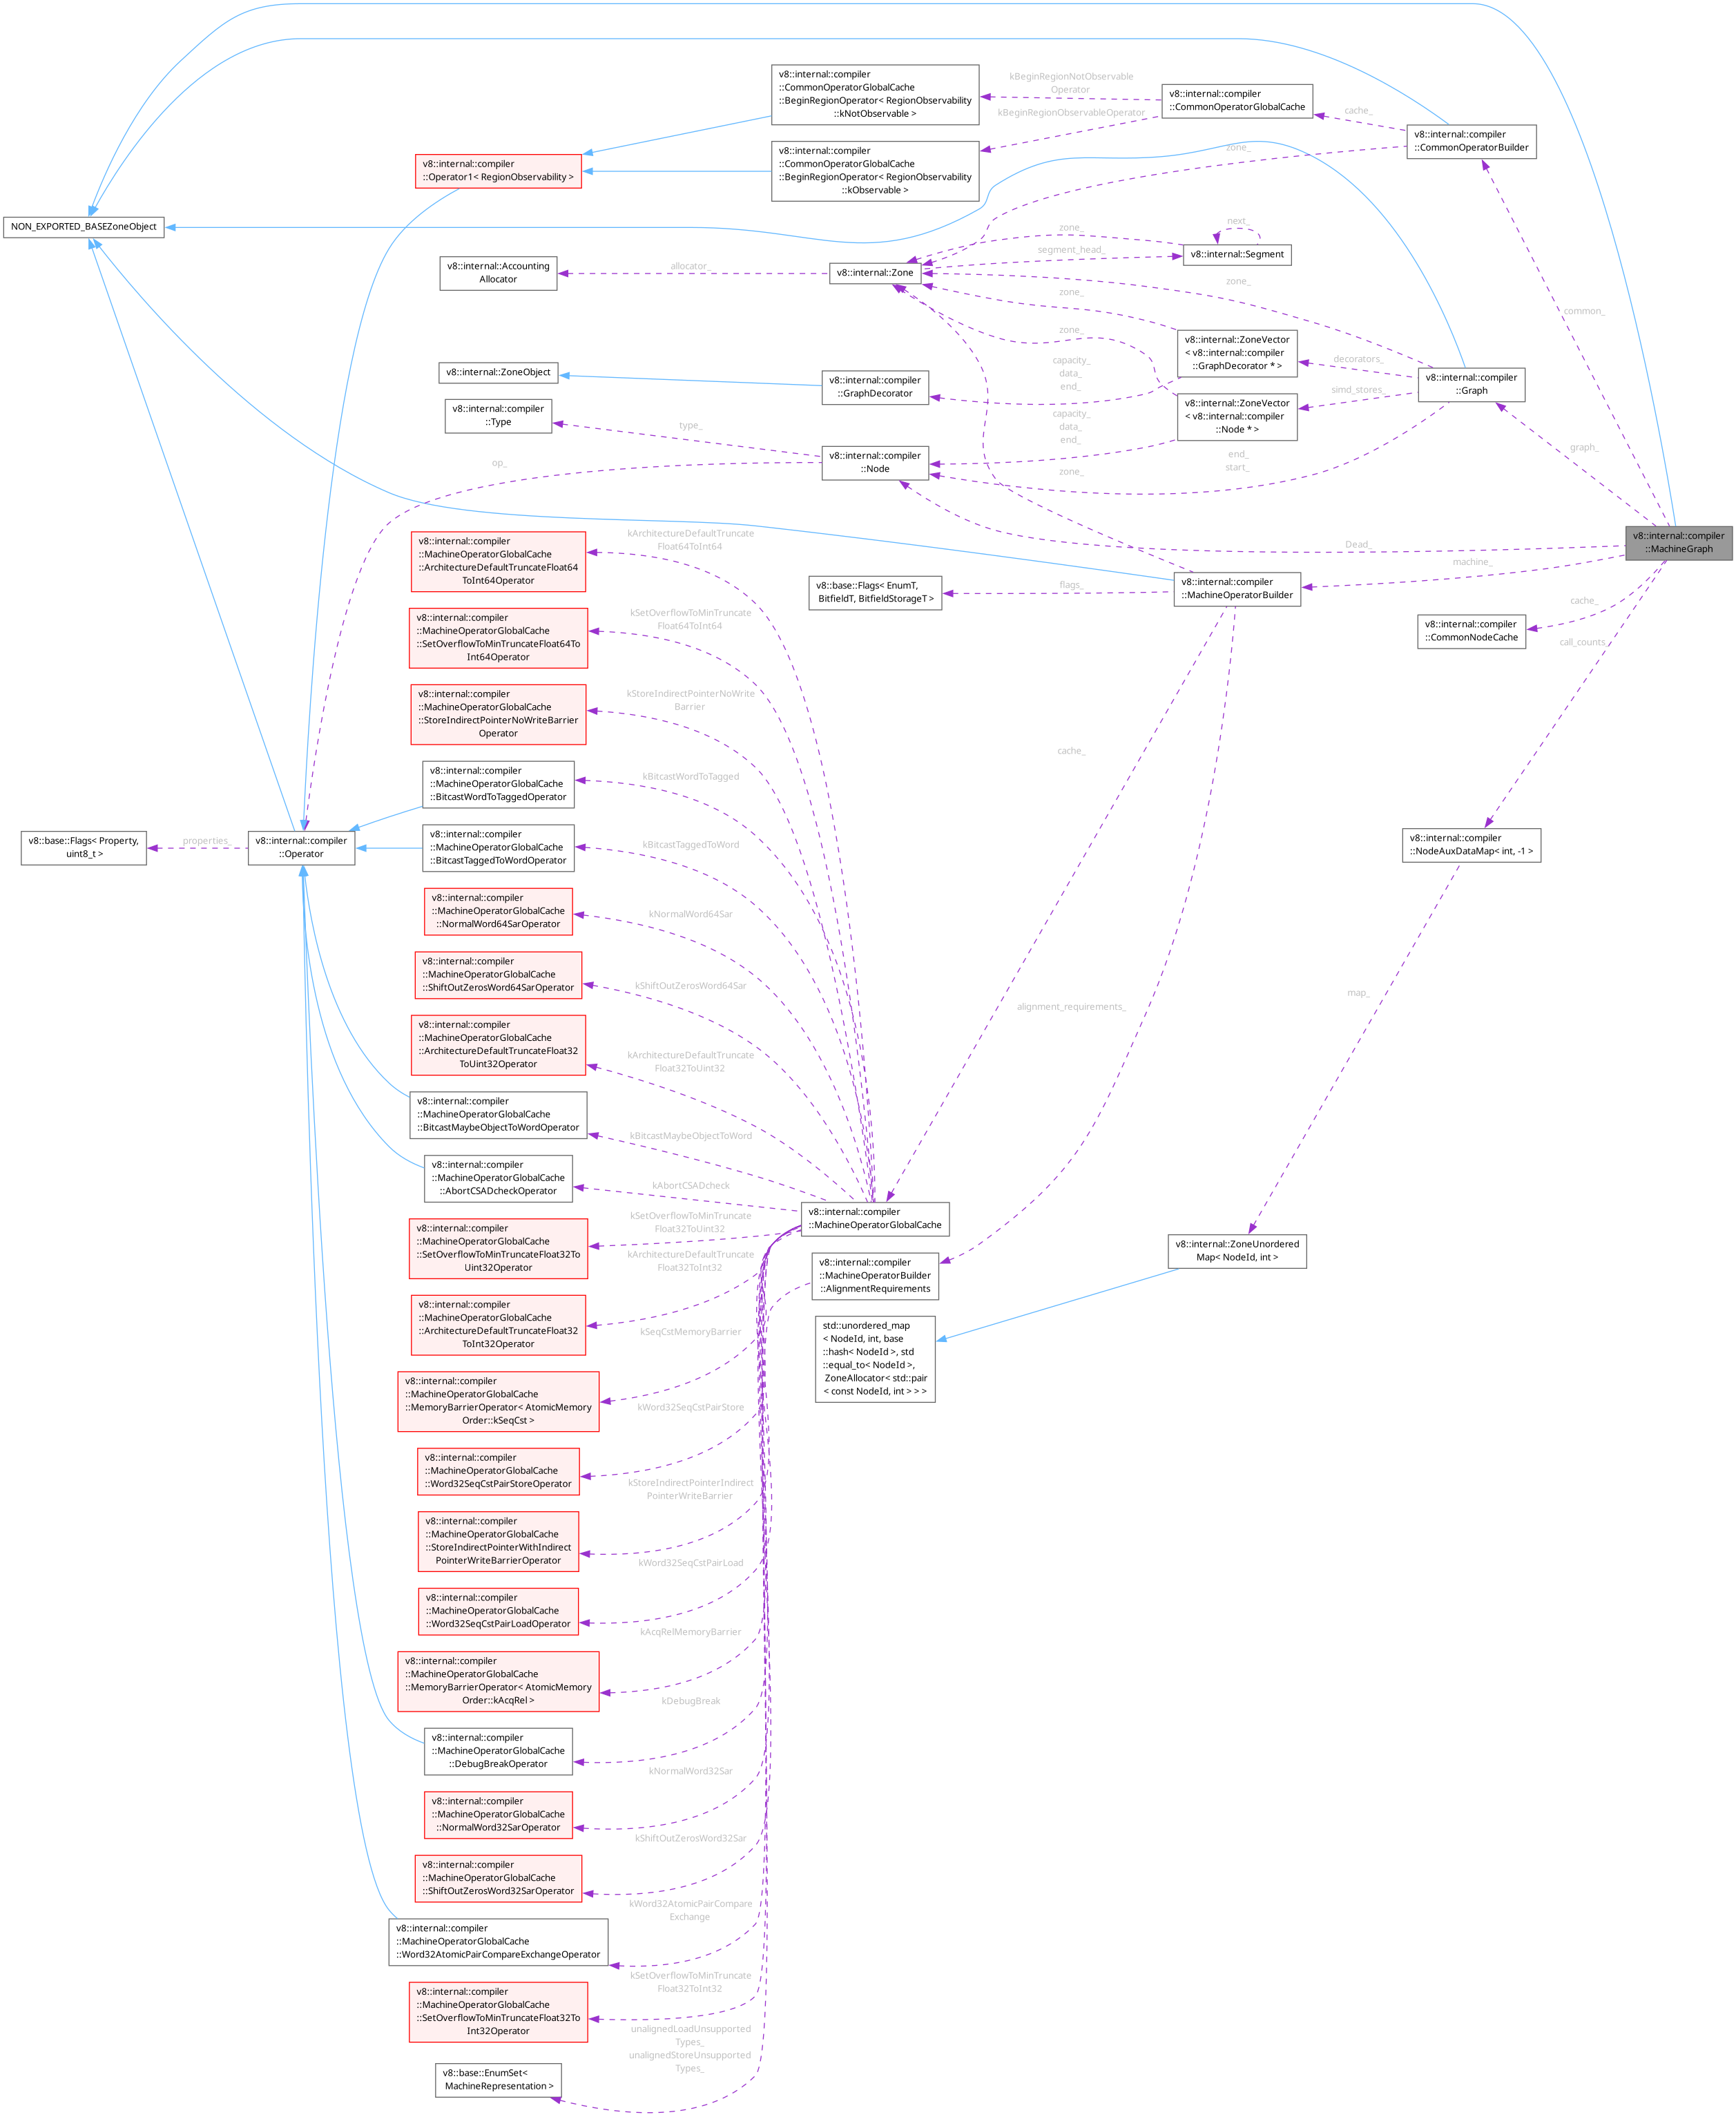 v8::internal::compiler
::CommonOperatorGlobalCache
::BeginRegionOperator< RegionObservability
::kNotObservable >
kBeginRegionNotObservable
Operator
v8::internal::compiler
::CommonOperatorGlobalCache
kBeginRegionObservableOperator
cache_
v8::internal::compiler
::CommonOperatorBuilder
v8::internal::compiler
::Operator1< RegionObservability >
v8::internal::compiler
::CommonOperatorGlobalCache
::BeginRegionOperator< RegionObservability
::kObservable >
zone_
NON_EXPORTED_BASEZoneObject
v8::internal::Accounting
Allocator
allocator_
v8::internal::Zone
zone_
segment_head_
next_
v8::internal::Segment
zone_
zone_
common_
v8::internal::ZoneObject
v8::internal::compiler
::GraphDecorator
zone_
capacity_
data_
end_
v8::internal::ZoneVector
< v8::internal::compiler
::GraphDecorator * >
decorators_
v8::internal::compiler
::Graph
simd_stores_
v8::internal::compiler
::Type
type_
op_
v8::internal::compiler
::Node
capacity_
data_
end_
v8::internal::ZoneVector
< v8::internal::compiler
::Node * >
zone_
end_
start_
graph_
v8::internal::compiler
::MachineGraph
Dead_
machine_
v8::internal::compiler
::MachineOperatorGlobalCache
::ArchitectureDefaultTruncateFloat64
ToInt64Operator
kArchitectureDefaultTruncate
Float64ToInt64
v8::base::Flags< EnumT,
BitfieldT, BitfieldStorageT >
flags_
v8::internal::compiler
::MachineOperatorBuilder
cache_
v8::internal::compiler
::CommonNodeCache
call_counts_
v8::internal::compiler
::MachineOperatorGlobalCache
::SetOverflowToMinTruncateFloat64To
Int64Operator
kSetOverflowToMinTruncate
Float64ToInt64
v8::internal::compiler
::MachineOperatorGlobalCache
::StoreIndirectPointerNoWriteBarrier
Operator
kStoreIndirectPointerNoWrite
Barrier
cache_
v8::internal::compiler
::MachineOperatorGlobalCache
::BitcastWordToTaggedOperator
kBitcastWordToTagged
v8::base::Flags< Property,
uint8_t >
properties_
v8::internal::compiler
::Operator
v8::internal::compiler
::MachineOperatorGlobalCache
::BitcastTaggedToWordOperator
kBitcastTaggedToWord
v8::internal::compiler
::NodeAuxDataMap< int, -1 >
v8::internal::compiler
::MachineOperatorGlobalCache
::NormalWord64SarOperator
kNormalWord64Sar
v8::internal::compiler
::MachineOperatorGlobalCache
::ShiftOutZerosWord64SarOperator
kShiftOutZerosWord64Sar
alignment_requirements_
map_
v8::internal::compiler
::MachineOperatorGlobalCache
::ArchitectureDefaultTruncateFloat32
ToUint32Operator
kArchitectureDefaultTruncate
Float32ToUint32
v8::internal::compiler
::MachineOperatorGlobalCache
::BitcastMaybeObjectToWordOperator
kBitcastMaybeObjectToWord
v8::internal::compiler
::MachineOperatorGlobalCache
::AbortCSADcheckOperator
kAbortCSADcheck
v8::internal::compiler
::MachineOperatorGlobalCache
v8::internal::compiler
::MachineOperatorGlobalCache
::SetOverflowToMinTruncateFloat32To
Uint32Operator
kSetOverflowToMinTruncate
Float32ToUint32
v8::internal::ZoneUnordered
Map< NodeId, int >
v8::internal::compiler
::MachineOperatorBuilder
::AlignmentRequirements
v8::internal::compiler
::MachineOperatorGlobalCache
::ArchitectureDefaultTruncateFloat32
ToInt32Operator
kArchitectureDefaultTruncate
Float32ToInt32
std::unordered_map
< NodeId, int, base
::hash< NodeId >, std
::equal_to< NodeId >,
ZoneAllocator< std::pair
< const NodeId, int > > >
v8::internal::compiler
::MachineOperatorGlobalCache
::MemoryBarrierOperator< AtomicMemory
Order::kSeqCst >
kSeqCstMemoryBarrier
v8::internal::compiler
::MachineOperatorGlobalCache
::Word32SeqCstPairStoreOperator
kWord32SeqCstPairStore
v8::internal::compiler
::MachineOperatorGlobalCache
::StoreIndirectPointerWithIndirect
PointerWriteBarrierOperator
kStoreIndirectPointerIndirect
PointerWriteBarrier
v8::internal::compiler
::MachineOperatorGlobalCache
::Word32SeqCstPairLoadOperator
kWord32SeqCstPairLoad
v8::internal::compiler
::MachineOperatorGlobalCache
::MemoryBarrierOperator< AtomicMemory
Order::kAcqRel >
kAcqRelMemoryBarrier
v8::internal::compiler
::MachineOperatorGlobalCache
::DebugBreakOperator
kDebugBreak
v8::internal::compiler
::MachineOperatorGlobalCache
::NormalWord32SarOperator
kNormalWord32Sar
v8::internal::compiler
::MachineOperatorGlobalCache
::ShiftOutZerosWord32SarOperator
kShiftOutZerosWord32Sar
v8::internal::compiler
::MachineOperatorGlobalCache
::Word32AtomicPairCompareExchangeOperator
kWord32AtomicPairCompare
Exchange
v8::internal::compiler
::MachineOperatorGlobalCache
::SetOverflowToMinTruncateFloat32To
Int32Operator
kSetOverflowToMinTruncate
Float32ToInt32
v8::base::EnumSet<
MachineRepresentation >
unalignedLoadUnsupported
Types_
unalignedStoreUnsupported
Types_